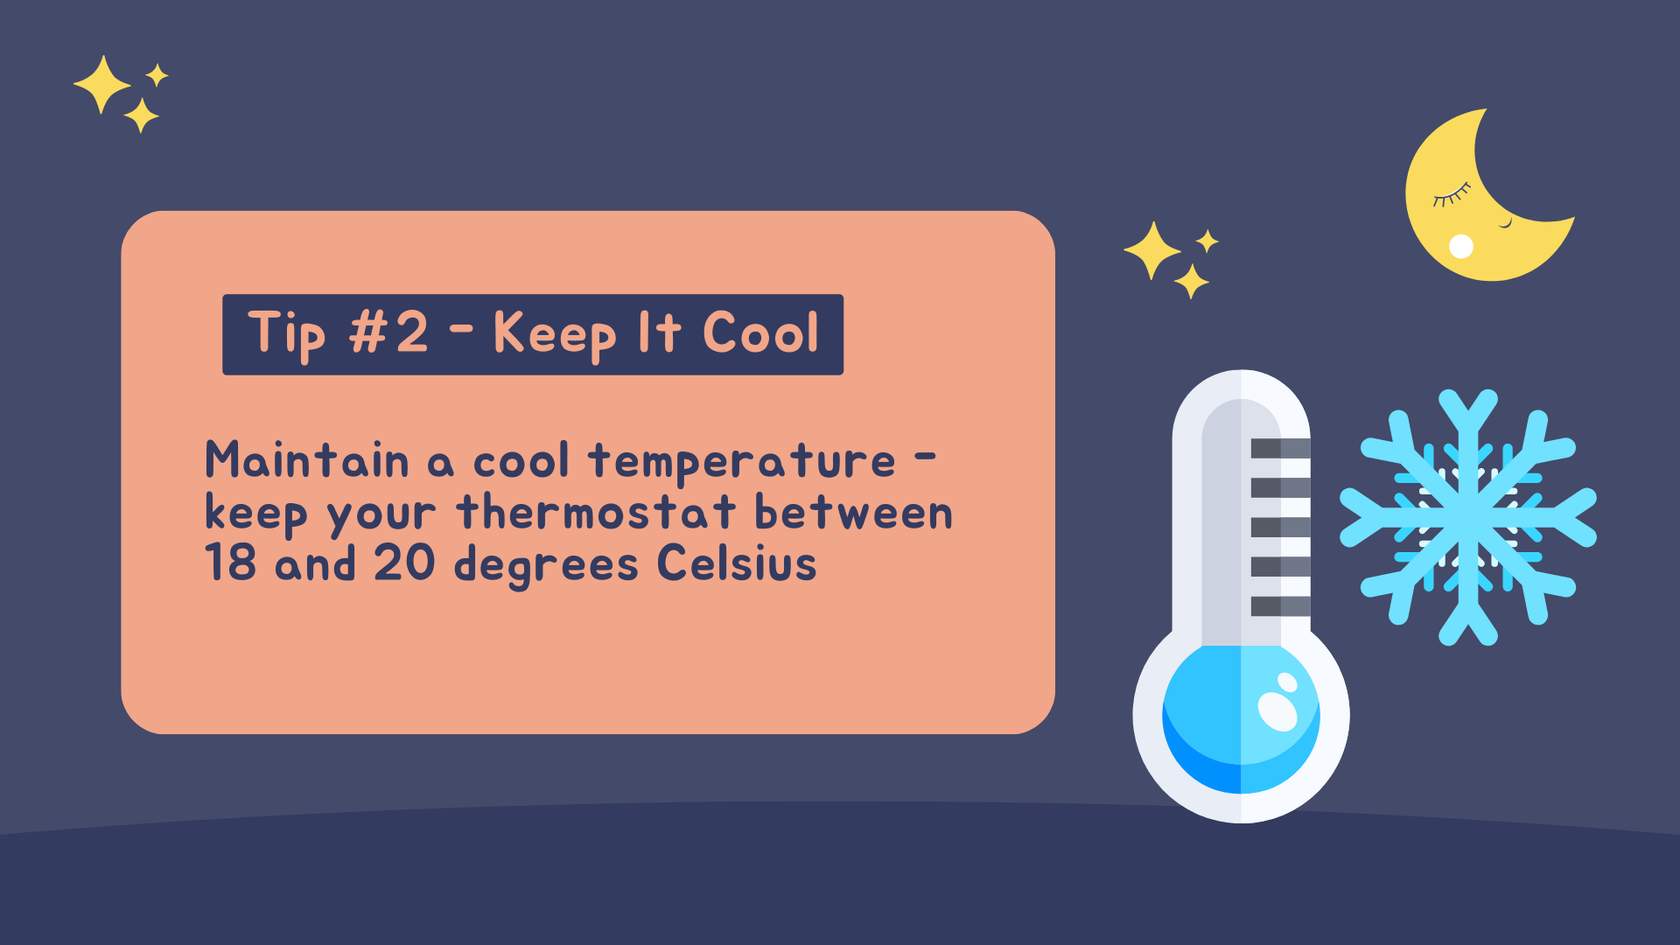 Tip #2 - Keep It Cool
Maintain a cool temperature -
keep your thermostat between
18 and 20 degrees Celsius